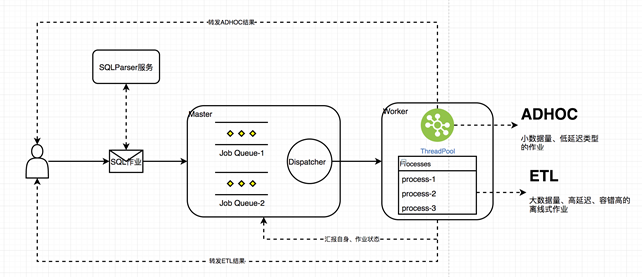 转发ADHOC结果
SQLParser服务
SQL作业
Master
Job Queue-1
Job Queue-2
Dispatcher
Worker
ThreadPool
Processes
process-1
process-2
process-3
ADHOC
小数据量、低延迟类型
的作业
ETL
大数据量、高延迟、容错高的
离线式作业
汇报自身、作业状态
转发ETL结果